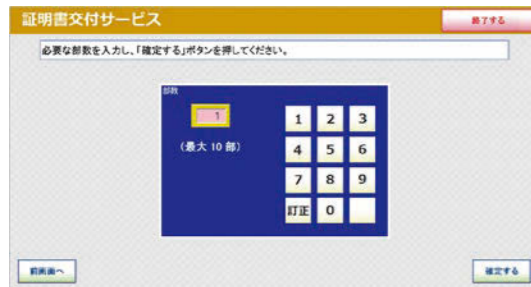 証明書交付サービス
終了する
必要な部数を入力し、「確定する」ボタンを押してください。
部数
1
(最大 10 部)
1 2 3
4 5 6
7 8 9
訂正 0
前画面へ
確定する